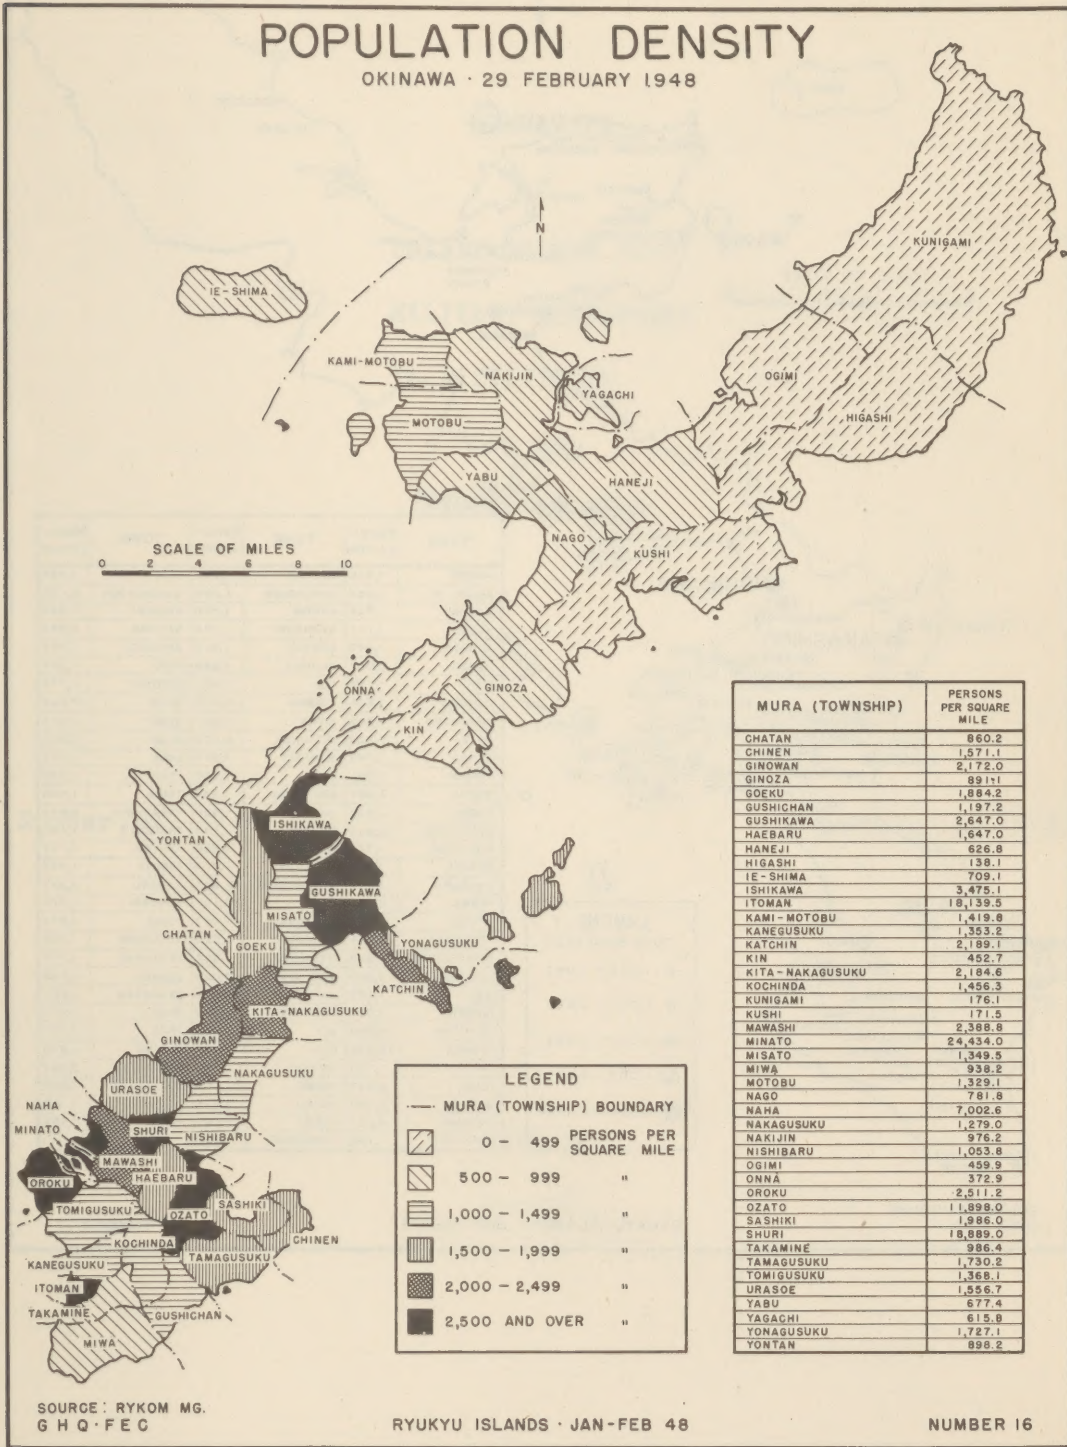 POPULATION DENSITY
OKINAWA · 29 FEBRUARY 1948
N
KUNIGAMI
IE-SHIMA
KAMI-MOTOBU
NAKIJIN
OGIMI
YAGACHI
HIGASHI
MOTOBU
YABU
HANEJI
NAGO
KUSHI
SCALE OF MILES
0 2 4 6 8 10
ONNA
GINOZA
KIN
ISHIKAWA
YONTAN
GUSHIKAWA
MISATO
CHATAN
GOEKU
YONAGUSUKU
KATCHIN
KITA-NAKAGUSUKU
GINOWAN
NAKAGUSUKU
URASOE
NAHA
MINATO
SHURI
NISHIBARU
MAWASHI
HAEBARU
OROKU
SASHIKI
TOMIGUSUKU
OZATO
CHINEN
KOCHINDA
TAMAGUSUKU
KANEGUSUKU
ITOMAN
TAKAMINE
GUSHICHAN
MIWA
LEGEND
MURA (TOWNSHIP) BOUNDARY
0 - 499 PERSONS PER SQUARE MILE
500 - 999 "
1,000 - 1,499 "
1,500 - 1,999 "
2,000 - 2,499 "
2,500 AND OVER "
MURA (TOWNSHIP) PERSONS PER SQUARE MILE
CHATAN 860.2
CHINEN 1,571.1
GINOWAN 2,172.0
GINOZA 891.1
GOEKU 1,884.2
GUSHICHAN 1,197.2
GUSHIKAWA 2,647.0
HAEBARU 1,647.0
HANEJI 626.8
HIGASHI 138.1
IE-SHIMA 709.1
ISHIKAWA 3,475.1
ITOMAN 18,139.5
KAMI-MOTOBU 1,419.8
KANEGUSUKU 1,353.2
KATCHIN 2,189.1
KIN 452.7
KITA-NAKAGUSUKU 2,184.6
KOCHINDA 1,456.3
KUNIGAMI 176.1
KUSHI 171.5
MAWASHI 2,388.8
MINATO 24,434.0
MISATO 1,349.5
MIWA 938.2
MOTOBU 1,329.1
NAGO 781.8
NAHA 7,002.6
NAKAGUSUKU 1,279.0
NAKIJIN 976.2
NISHIBARU 1,053.8
OGIMI 459.9
ONNA 372.9
OROKU 2,511.2
OZATO 11,898.0
SASHIKI 1,986.0
SHURI 18,889.0
TAKAMINE 986.4
TAMAGUSUKU 1,730.2
TOMIGUSUKU 1,368.1
URASOE 1,556.7
YABU 677.4
YAGACHI 615.8
YONAGUSUKU 1,727.1
YONTAN 898.2
SOURCE: RYKOM MG.
GHQ·FEC
RYUKYU ISLANDS · JAN-FEB 48
NUMBER 16